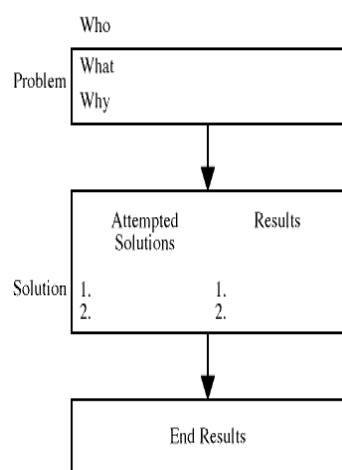 Who
Problem
What
Why
Attempted
Solutions
Results
Solution
1.
1.
2.
2.
End Results